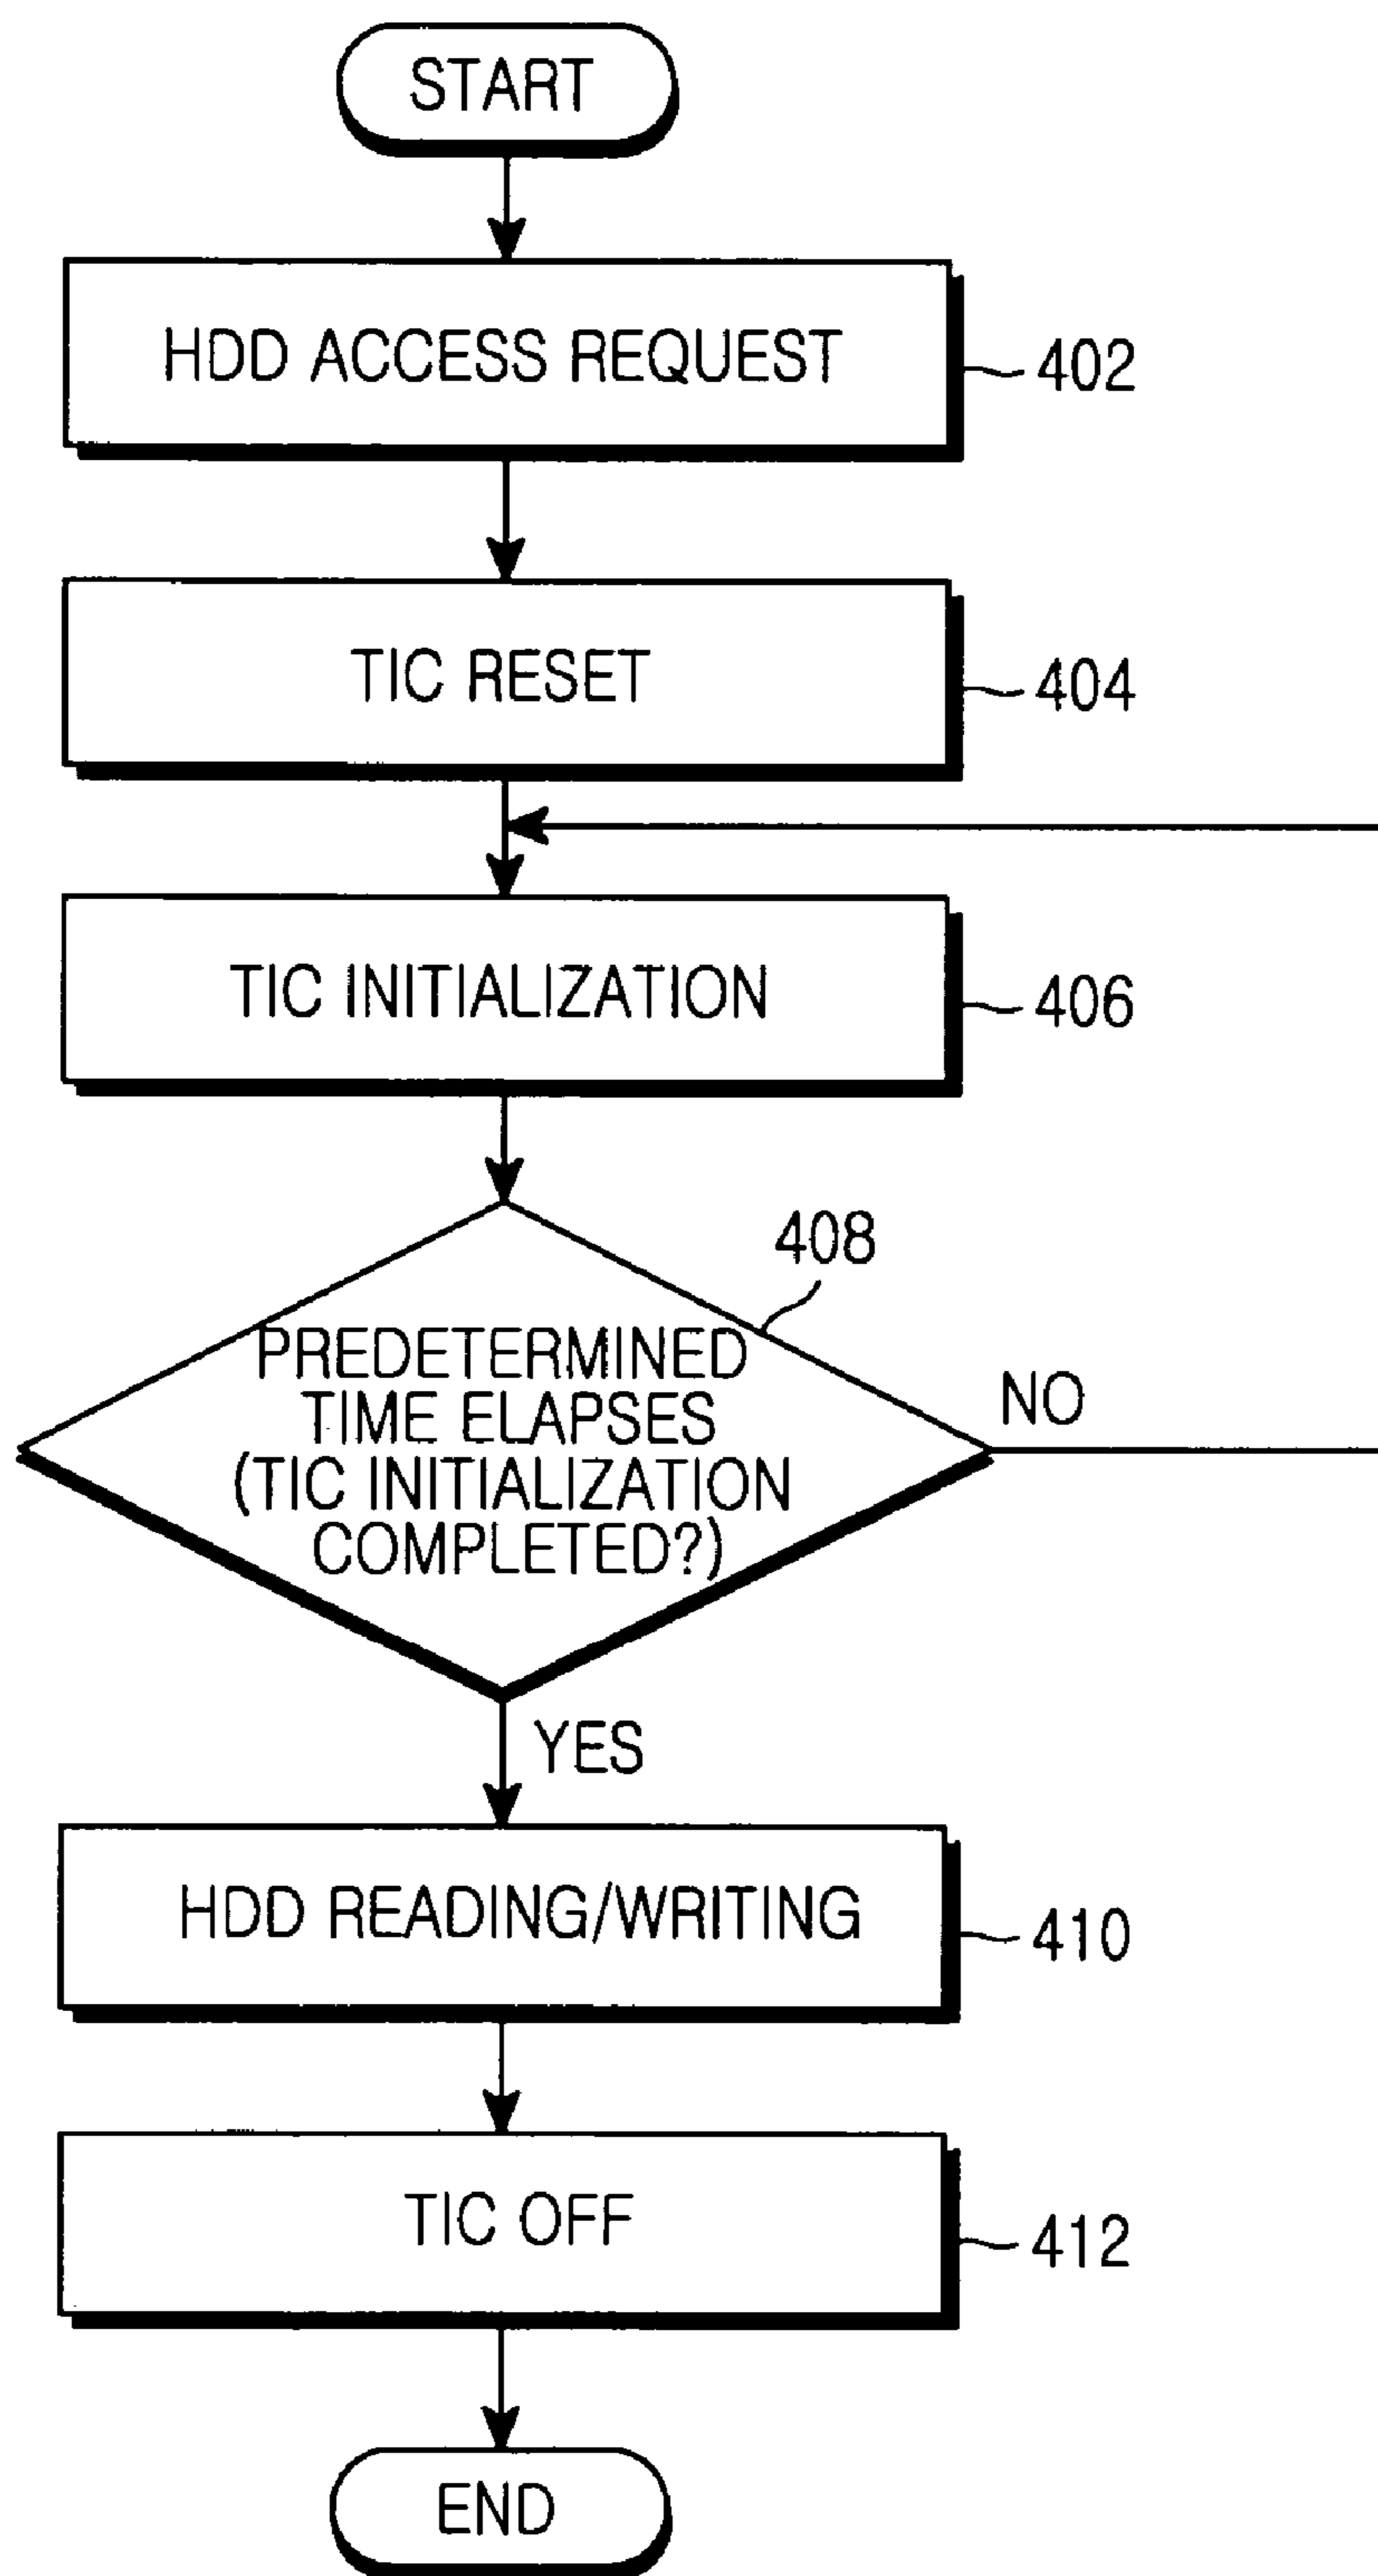 START
HDD ACCESS REQUEST
402
TIC RESET
404
TIC INITIALIZATION
406
408
PREDETERMINED
TIME ELAPSES
(TIC INITIALIZATION
COMPLETED?)
NO
YES
HDD READING/WRITING
410
TIC OFF
412
END